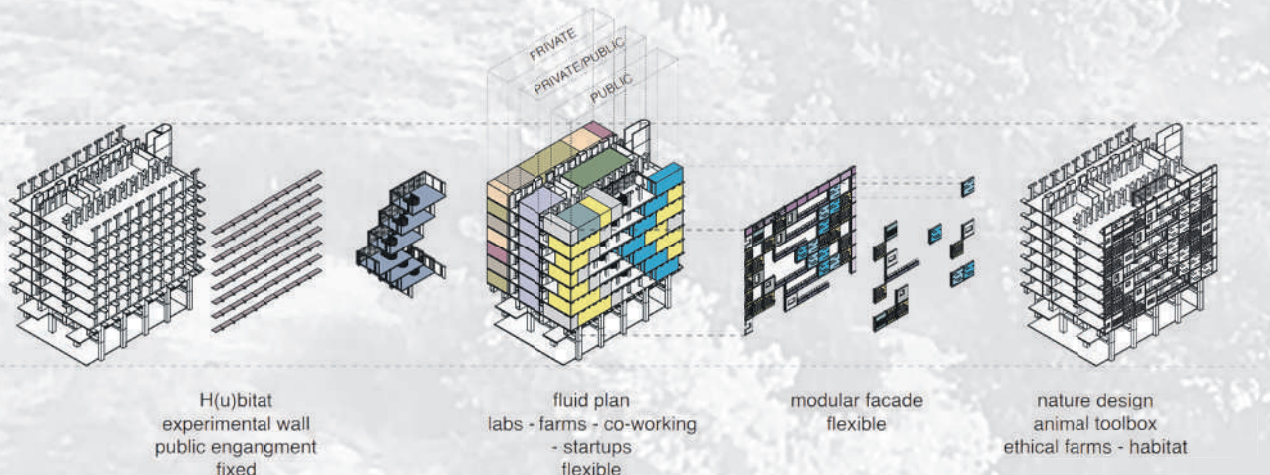 PRIVATE
PRIVATE/PUBLIC
PUBLIC
H(u)bitat
experimental wall
public engangment
fixed
fluid plan
labs - farms - co-working
- startups
flexible
modular facade
flexible
nature design
animal toolbox
ethical farms - habitat